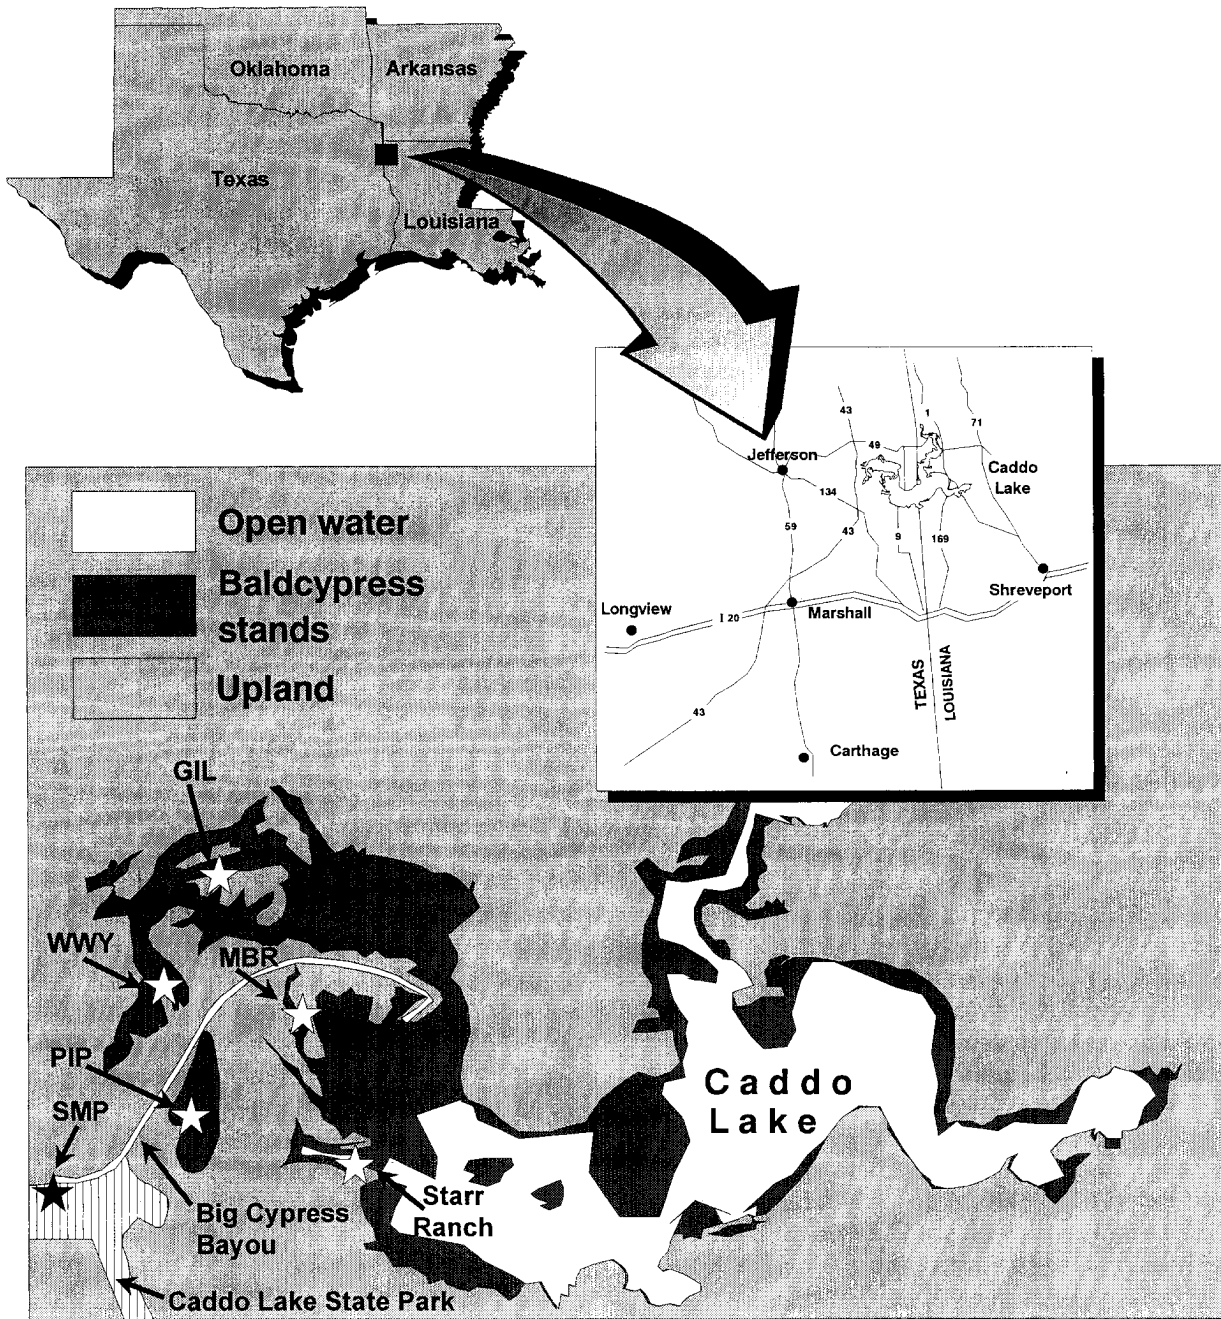 Oklahoma
Arkansas
Texas
Louisiana
43
1
71
49
Jefferson
Caddo
Lake
134
59
43
9
169
Shreveport
Longview
Marshall
I 20
TEXAS
LOUISIANA
43
Carthage
Open water
Baldcypress
stands
Upland
GIL
WWY
MBR
PIP
SMP
Caddo
Lake
Starr
Ranch
Big Cypress
Bayou
Caddo Lake State Park